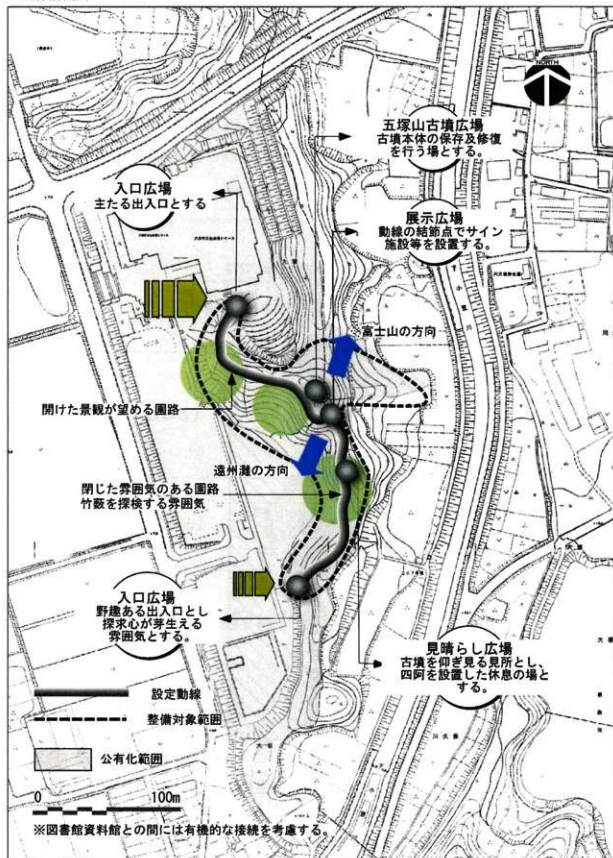 NORTH
五塚山古墳広場
古墳本体の保存及修復
を行う場とする。
入口広場
主たる出入口とする
展示広場
動線の結節点でサイン
施設等を設置する。
富士山の方向
開けた景観が望める園路
遠州灘の方向
閉じた雰囲気のある園路
竹藪を探検する雰囲気
入口広場
野趣ある出入口とし
探求心が芽生える
雰囲気とする。
見晴らし広場
古墳を仰ぎ見る見所とし、
四阿を設置した休息の場と
する。
設定動線
整備対象範囲
公有化範囲
0 100m
※図書館資料館との間には有機的な接続を考慮する。